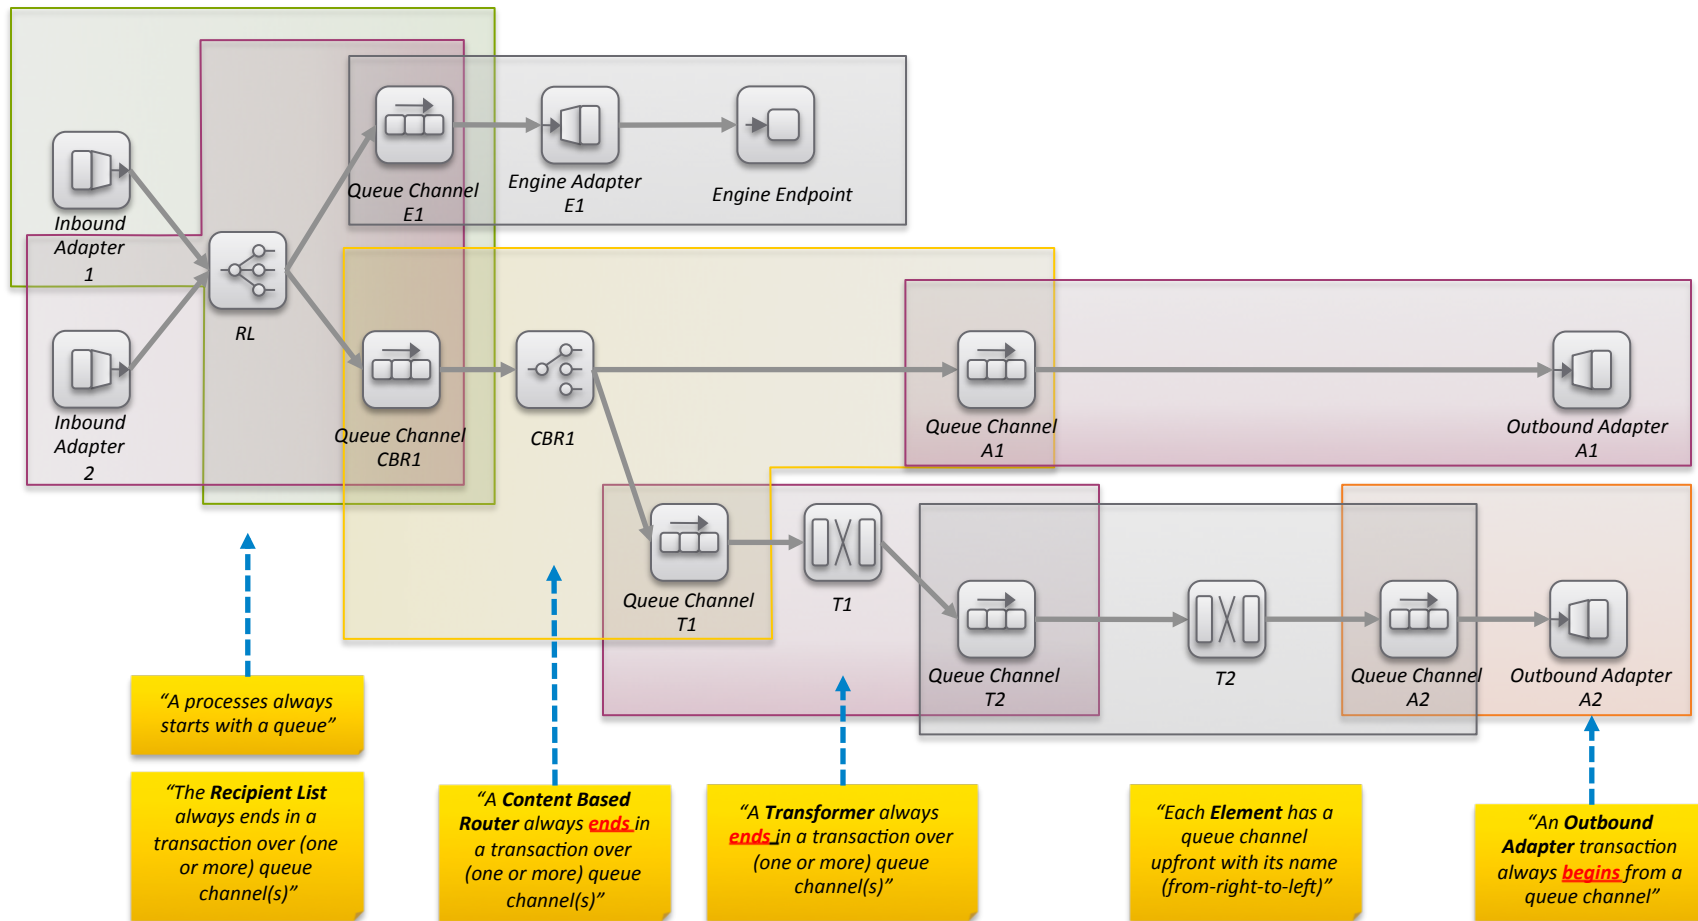 Queue Channel
E1
Engine Adapter
E1
Engine Endpoint
Inbound
Adapter
1
RL
Inbound
Adapter
2
Queue Channel
CBR1
CBR1
Queue Channel
A1
Outbound Adapter
A1
Queue Channel
T1
T1
Queue Channel
T2
T2
Queue Channel
A2
Outbound Adapter
A2
“A processes always
starts with a queue”
“The Recipient List
always ends in a
transaction over (one
or more) queue
channel(s)”
“A Content Based
Router always ends in
a transaction over
(one or more) queue
channel(s)”
“A Transformer always
ends in a transaction over
(one or more) queue
channel(s)”
“Each Element has a
queue channel
upfront with its name
(from-right-to-left)”
“An Outbound
Adapter transaction
always begins from a
queue channel”